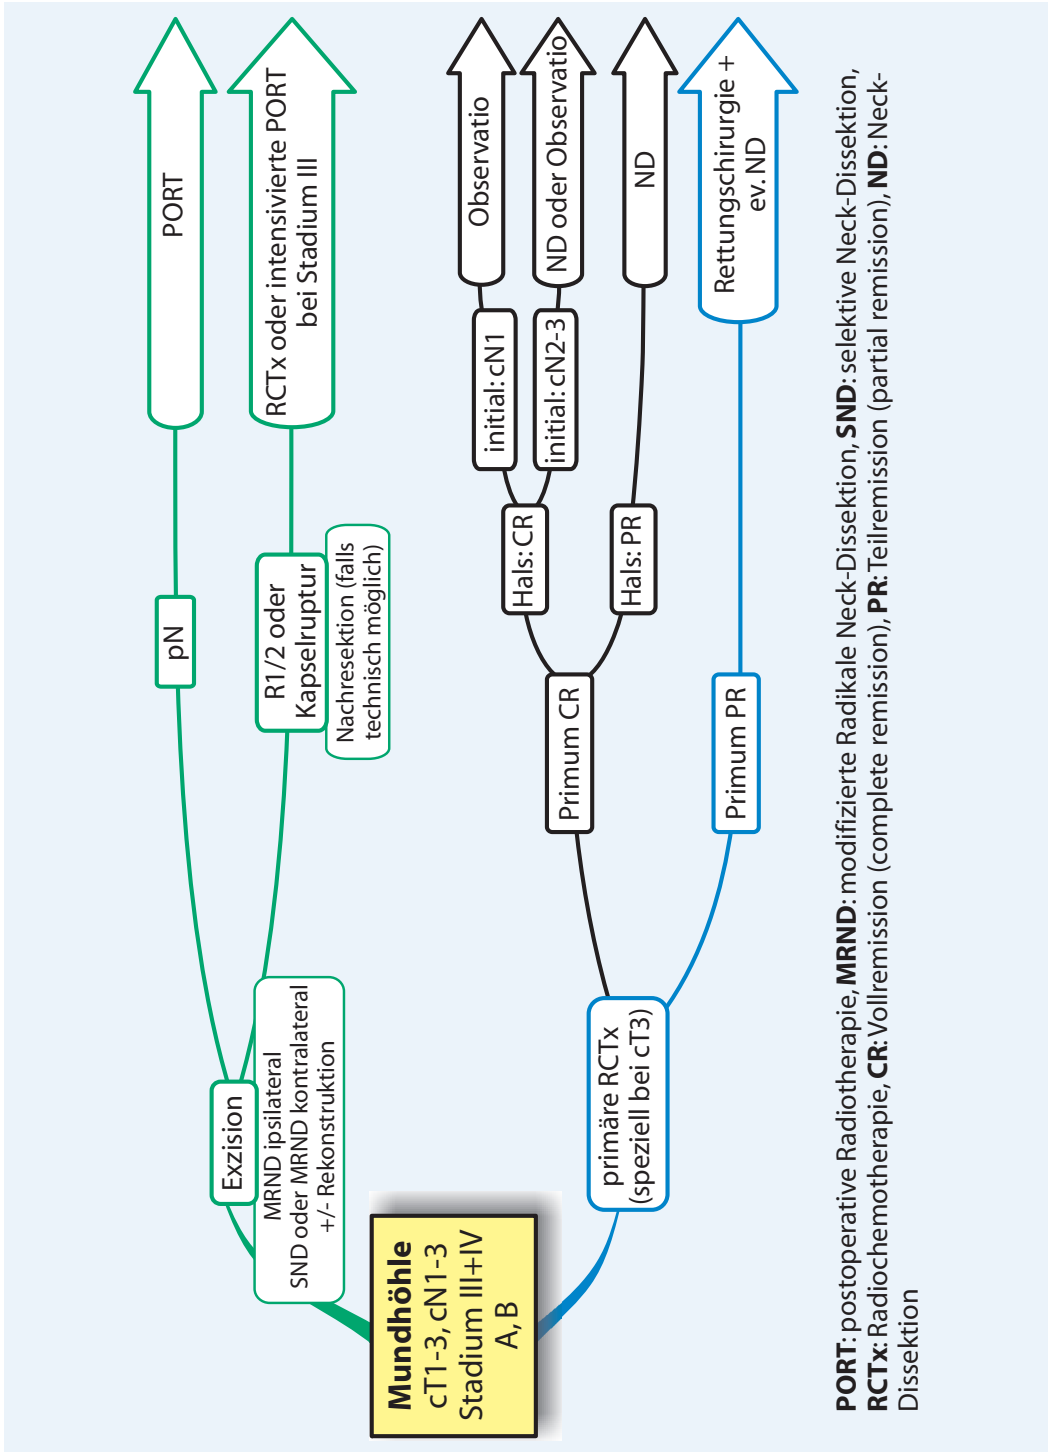 Mundhöhle
cT1-3, cN1-3
Stadium III+IV
A, B
Exzision
MRND ipsilateral
SND oder MRND kontralateral
+/- Rekonstruktion
pN
PORT
R1/2 oder
Kapselruptur
Nachresektion (falls
technisch möglich)
RCTx oder intensivierte PORT
bei Stadium III
primäre RCTx
(speziell bei cT3)
Primum CR
Hals: CR
initial: cN1
Observatio
initial: cN2-3
ND oder Observatio
Hals: PR
ND
Primum PR
Rettungschirurgie +
ev. ND
PORT: postoperative Radiotherapie, MRND: modifizierte Radikale Neck-Dissektion, SND: selektive Neck-Dissektion,
RCTx: Radiochemotherapie, CR: Vollremission (complete remission), PR: Teilremission (partial remission), ND: Neck-
Dissektion